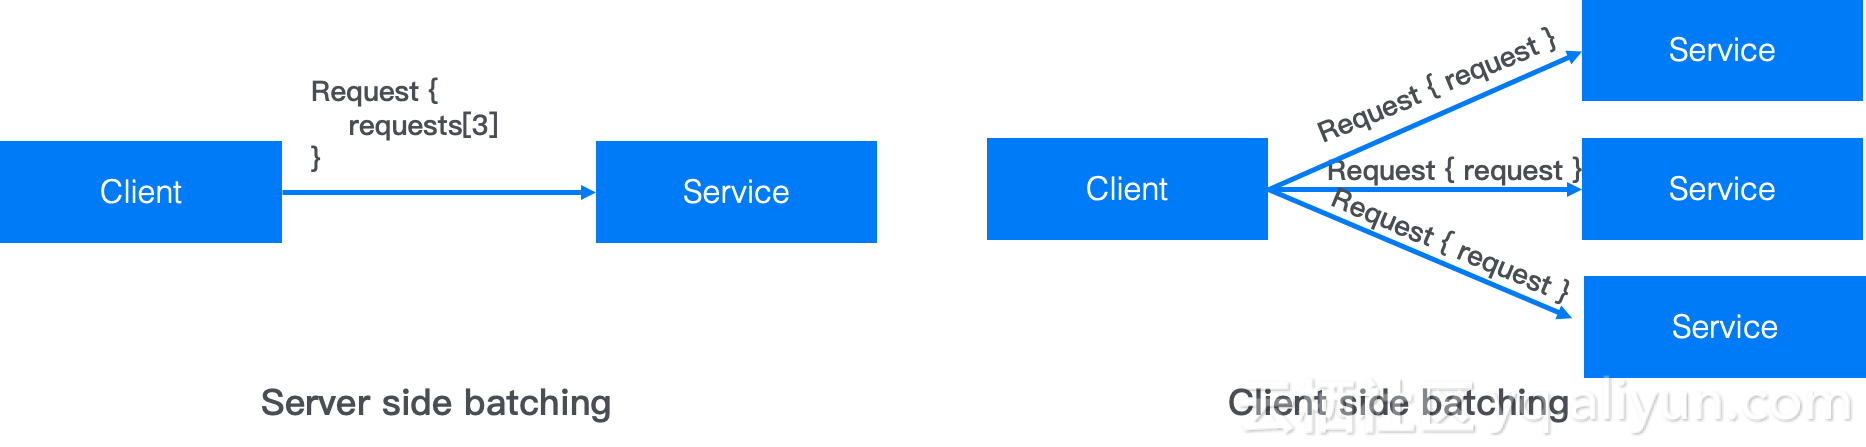 Request {
requests[3]
}
Client
Service
Server side batching
Request { request }
Request { request }
Request { request }
Client
Service
Service
Service
Client side batching
云栖社区 yq.aliyun.com